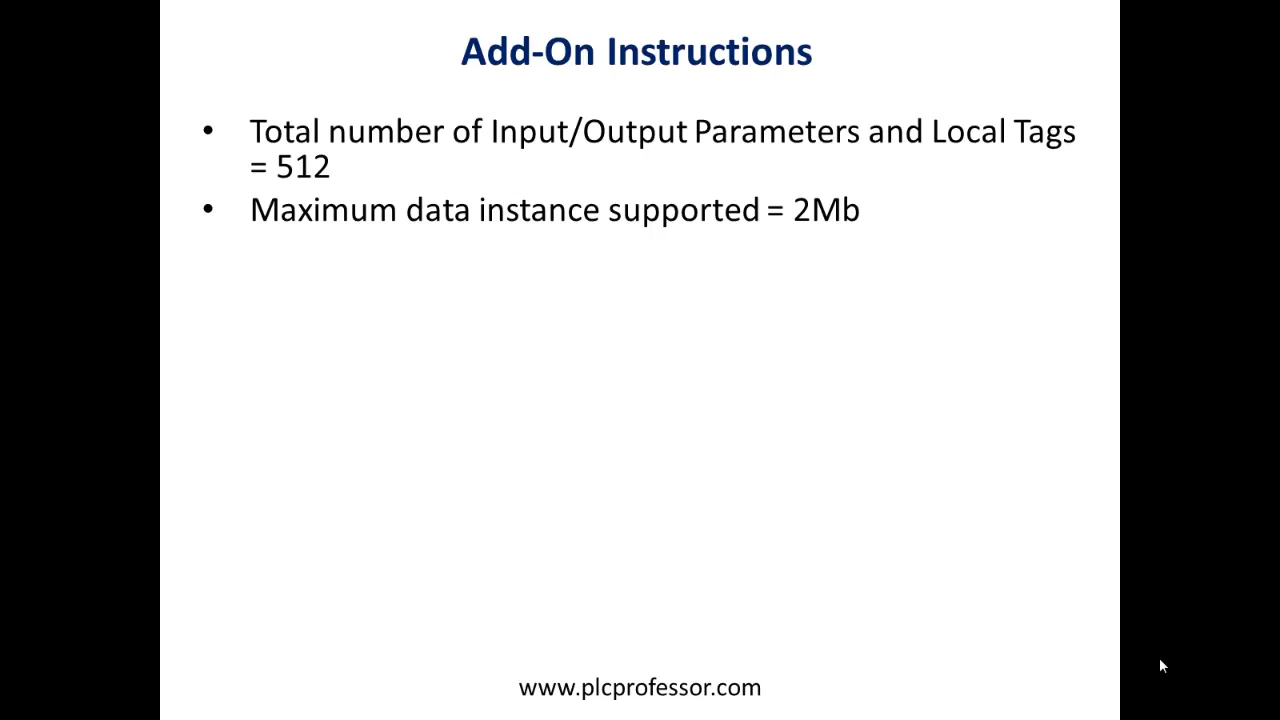 Add-On Instructions
• Total number of Input/Output Parameters and Local Tags
= 512
• Maximum data instance supported = 2Mb
www.plcprofessor.com